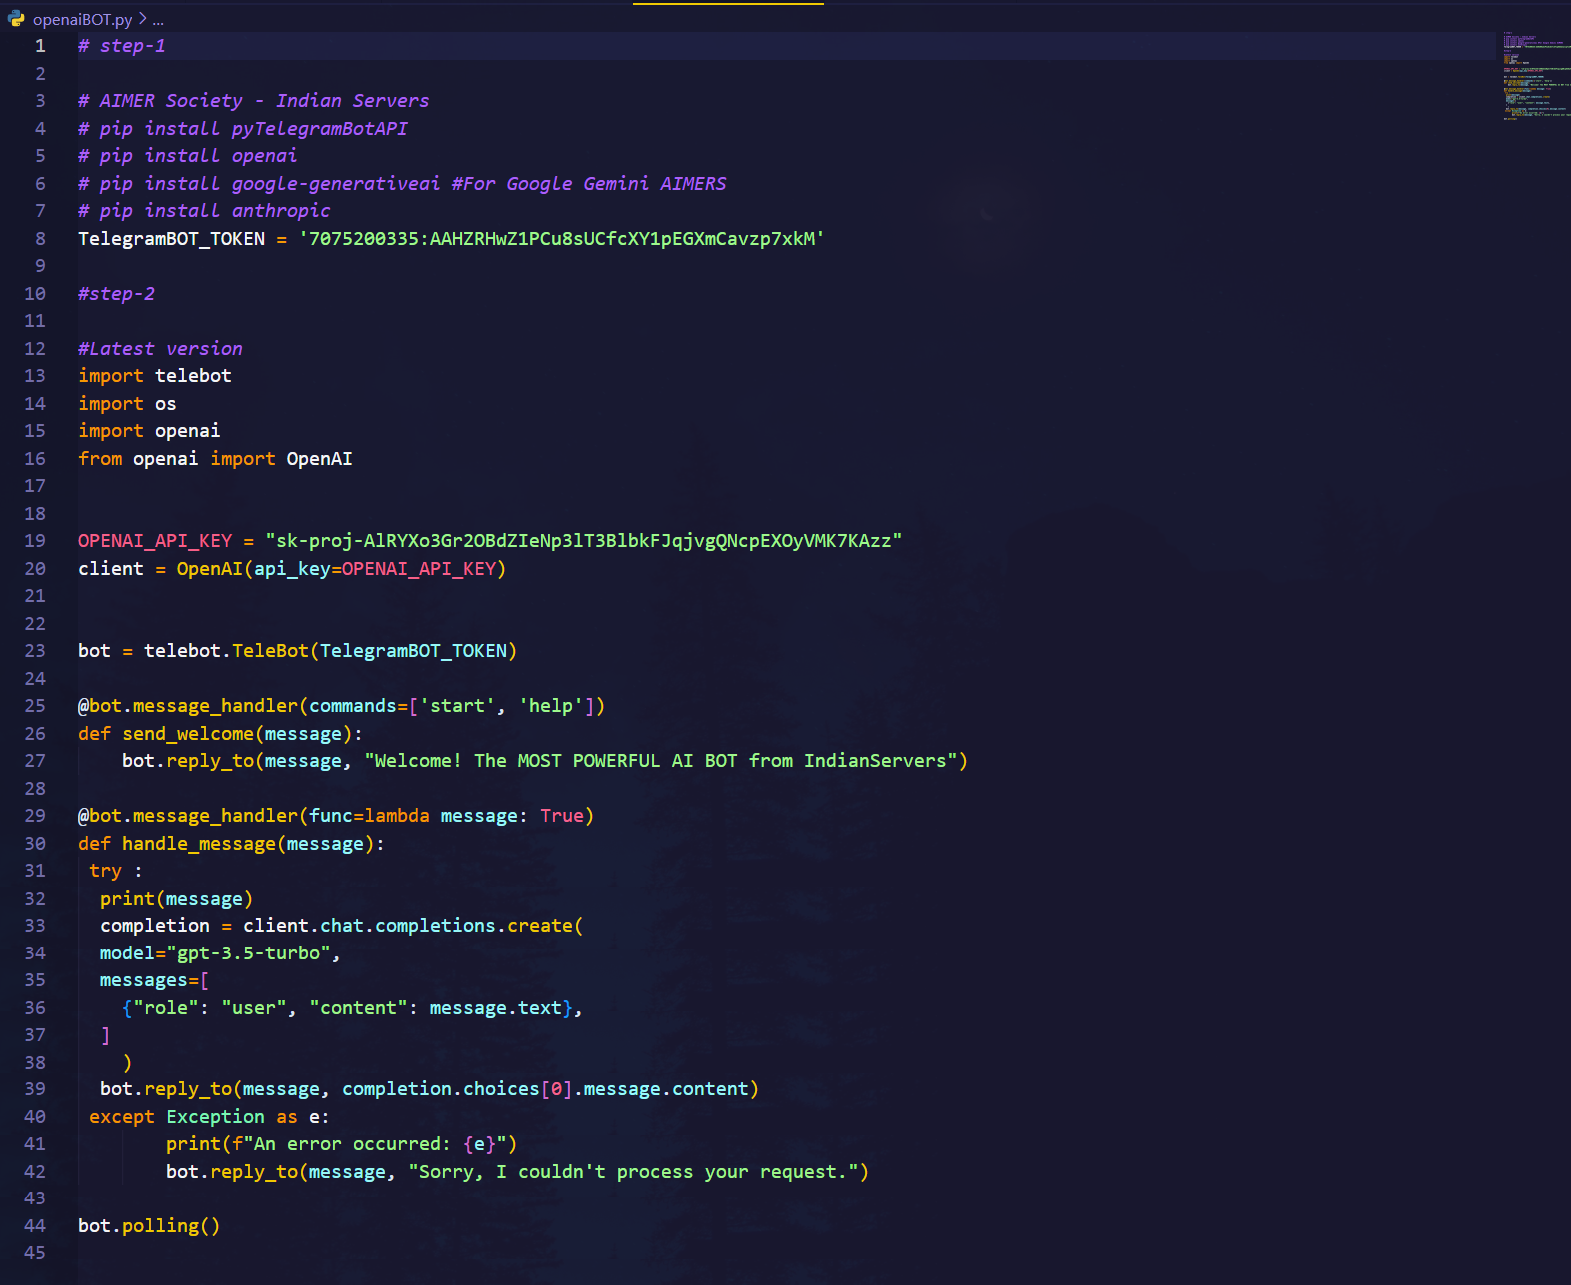 openaiBOT.py > ...
1 # step-1
2
3 # AIMER Society - Indian Servers
4 # pip install pyTelegramBotAPI
5 # pip install openai
6 # pip install google-generativeai #For Google Gemini AIMERS
7 # pip install anthropic
8 TelegramBOT_TOKEN = '7075200335:AAHZRHwZ1PCu8sUCfcXY1pEGXmCavzp7xkM'
9
10 #step-2
11
12 #Latest version
13 import telebot
14 import os
15 import openai
16 from openai import OpenAI
17
18
19 OPENAI_API_KEY = "sk-proj-AlRYXo3Gr2OBdZIeNp3lT3BlbkFJqjvgQNcpEXOyVMK7KAzz"
20 client = OpenAI(api_key=OPENAI_API_KEY)
21
22
23 bot = telebot.TeleBot(TelegramBOT_TOKEN)
24
25 @bot.message_handler(commands=['start', 'help'])
26 def send_welcome(message):
27     bot.reply_to(message, "Welcome! The MOST POWERFUL AI BOT from IndianServers")
28
29 @bot.message_handler(func=lambda message: True)
30 def handle_message(message):
31  try :
32   print(message)
33   completion = client.chat.completions.create(
34   model="gpt-3.5-turbo",
35   messages=[
36     {"role": "user", "content": message.text},
37   ]
38     )
39   bot.reply_to(message, completion.choices[0].message.content)
40  except Exception as e:
41         print(f"An error occurred: {e}")
42         bot.reply_to(message, "Sorry, I couldn't process your request.")
43
44 bot.polling()
45